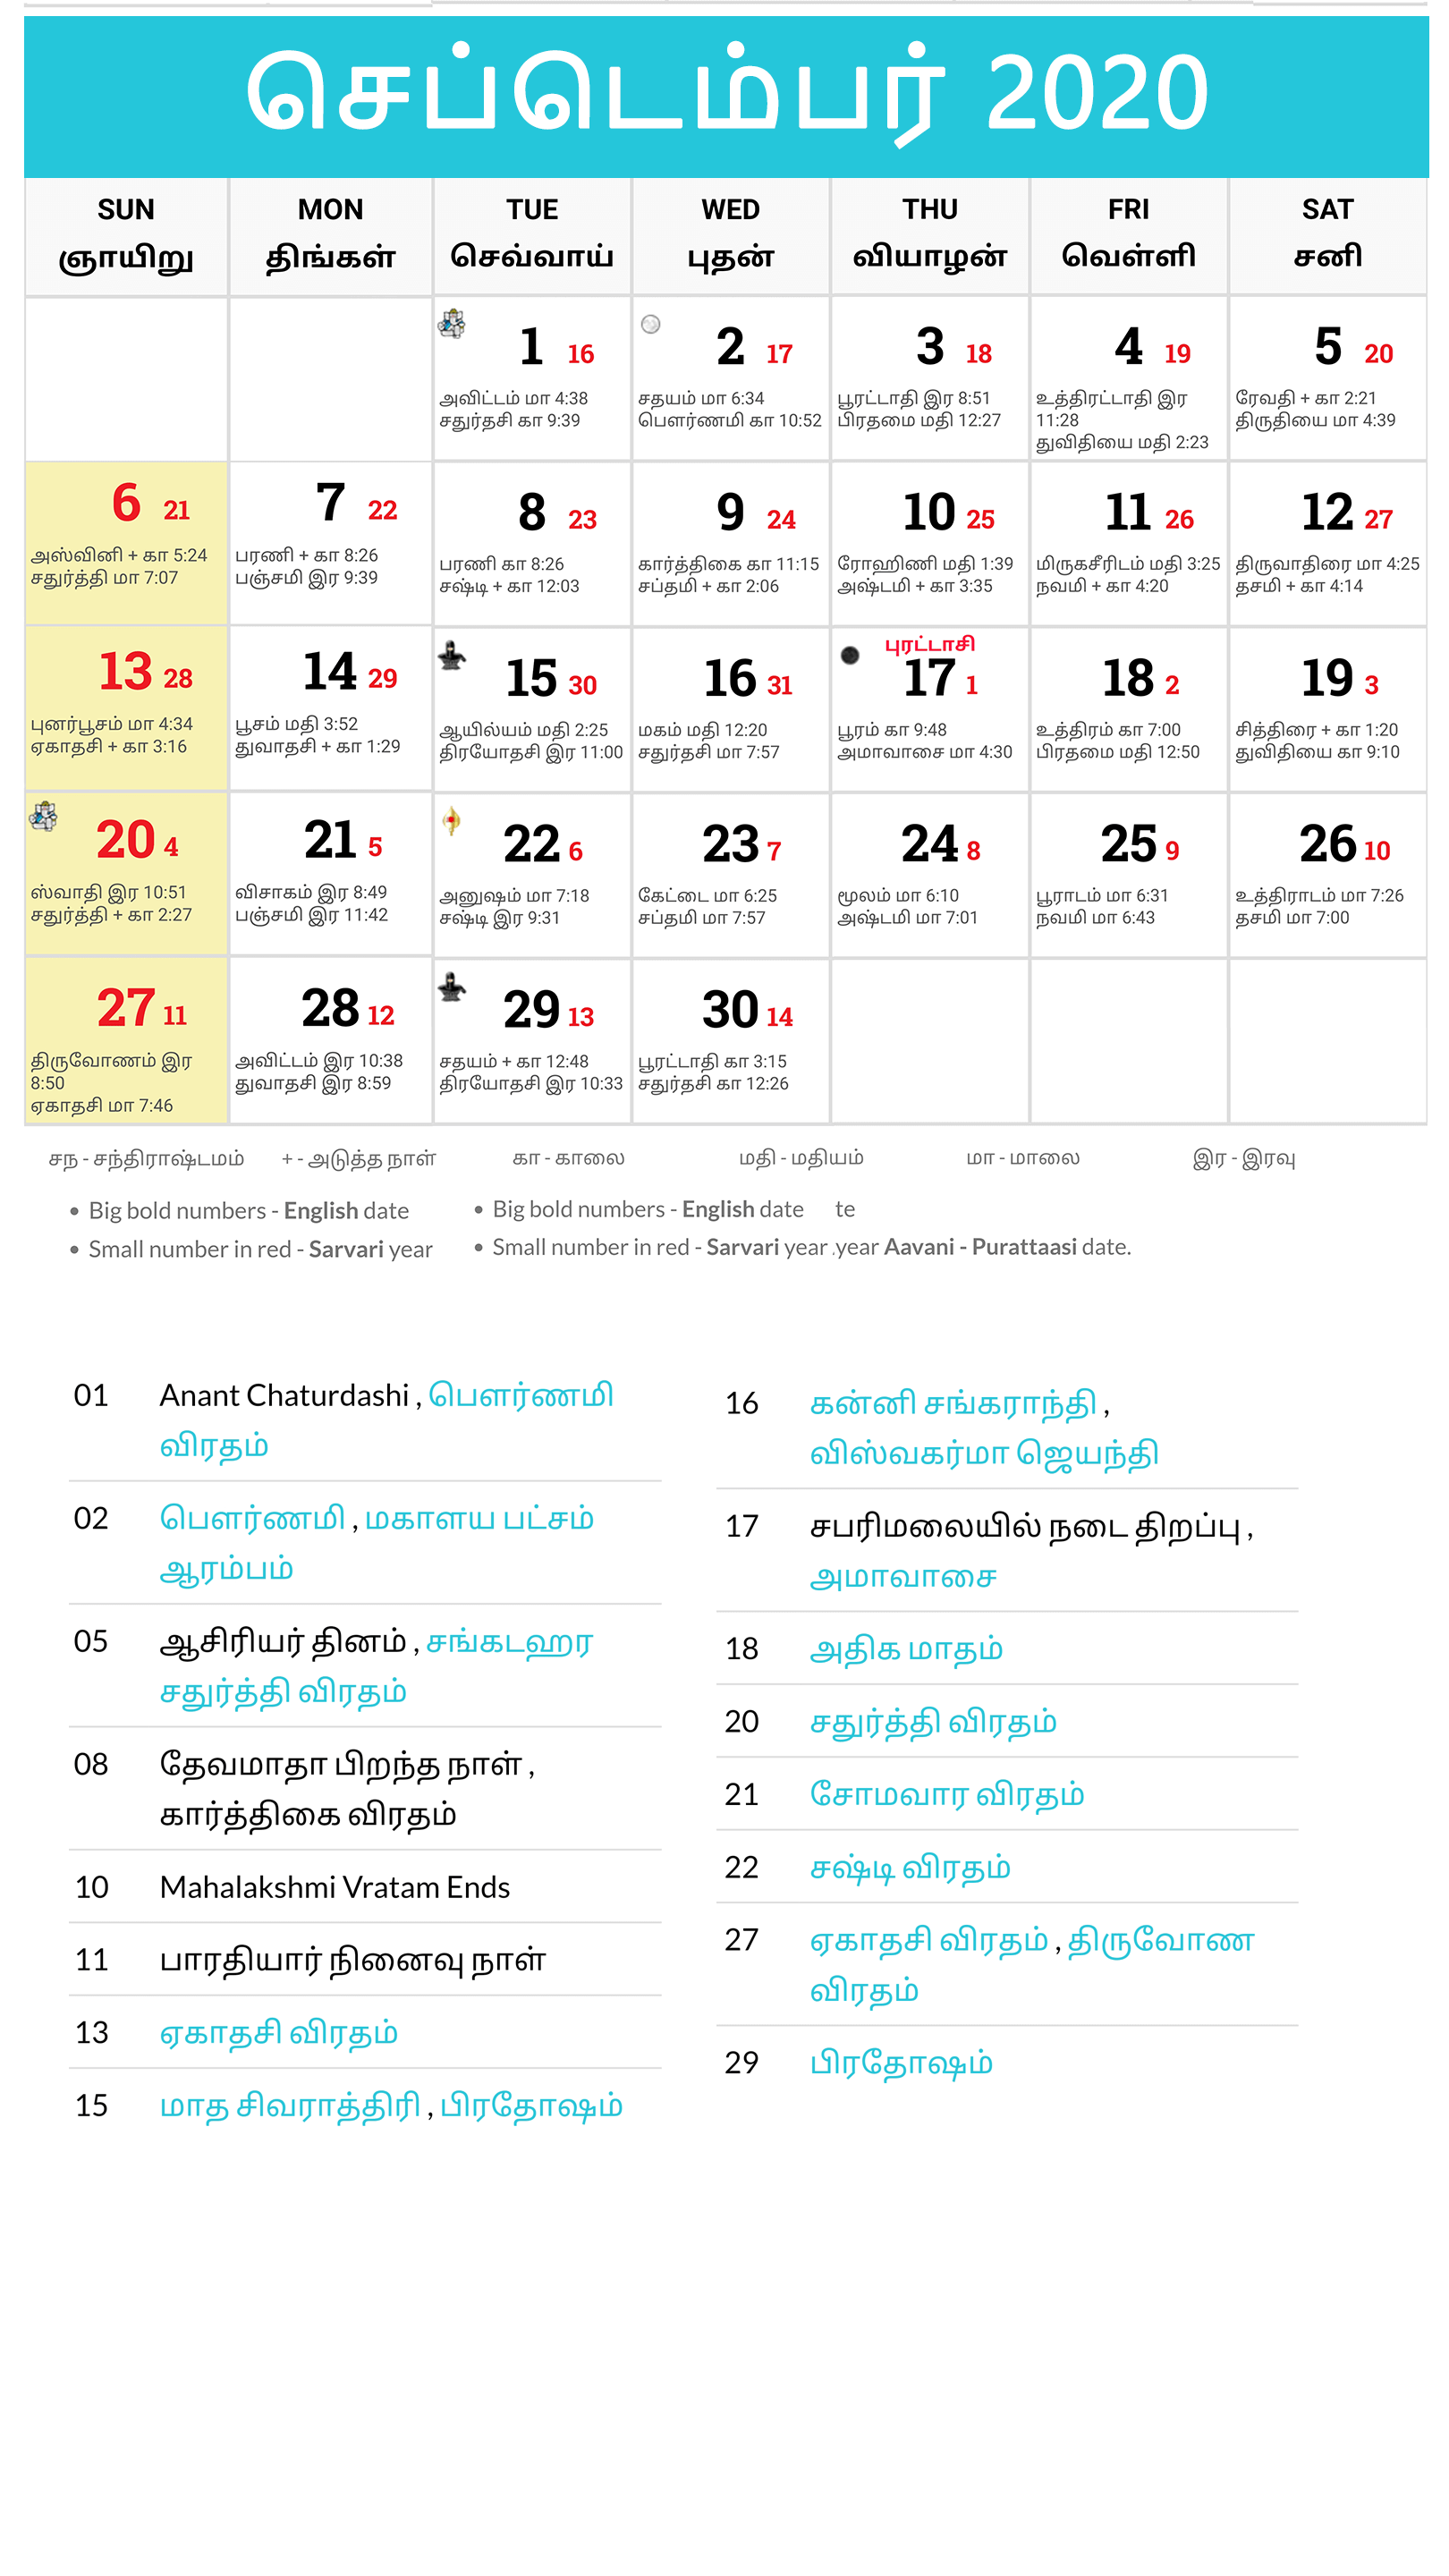 செப்டெம்பர் 2020
SUN MON TUE WED THU FRI SAT
ஞாயிறு திங்கள் செவ்வாய் புதன் வியாழன் வெள்ளி சனி
1 16
அவிட்டம் மா 4:38
சதுர்தசி கா 9:39
2 17
சதயம் மா 6:34
பௌர்ணமி கா 10:52
3 18
பூரட்டாதி இர 8:51
பிரதமை மதி 12:27
4 19
உத்திரட்டாதி இர
11:28
துவிதியை மதி 2:23
5 20
ரேவதி + கா 2:21
திருதியை மா 4:39
6 21
அஸ்வினி + கா 5:24
சதுர்த்தி மா 7:07
7 22
பரணி + கா 8:26
பஞ்சமி இர 9:39
8 23
பரணி கா 8:26
சஷ்டி + கா 12:03
9 24
கார்த்திகை கா 11:15
சப்தமி + கா 2:06
10 25
ரோஹிணி மதி 1:39
அஷ்டமி + கா 3:35
11 26
மிருகசீரிடம் மதி 3:25
நவமி + கா 4:20
12 27
திருவாதிரை மா 4:25
தசமி + கா 4:14
13 28
புனர்பூசம் மா 4:34
ஏகாதசி + கா 3:16
14 29
பூசம் மதி 3:52
துவாதசி + கா 1:29
15 30
ஆயில்யம் மதி 2:25
திரயோதசி இர 11:00
16 31
மகம் மதி 12:20
சதுர்தசி மா 7:57
புரட்டாசி
17 1
பூரம் கா 9:48
அமாவாசை மா 4:30
18 2
உத்திரம் கா 7:00
பிரதமை மதி 12:50
19 3
சித்திரை + கா 1:20
துவிதியை கா 9:10
20 4
ஸ்வாதி இர 10:51
சதுர்த்தி + கா 2:27
21 5
விசாகம் இர 8:49
பஞ்சமி இர 11:42
22 6
அனுஷம் மா 7:18
சஷ்டி இர 9:31
23 7
கேட்டை மா 6:25
சப்தமி மா 7:57
24 8
மூலம் மா 6:10
அஷ்டமி மா 7:01
25 9
பூராடம் மா 6:31
நவமி மா 6:43
26 10
உத்திராடம் மா 7:26
தசமி மா 7:00
27 11
திருவோணம் இர
8:50
ஏகாதசி மா 7:46
28 12
அவிட்டம் இர 10:38
துவாதசி இர 8:59
29 13
சதயம் + கா 12:48
திரயோதசி இர 10:33
30 14
பூரட்டாதி கா 3:15
சதுர்தசி கா 12:26
சந - சந்திராஷ்டமம் + - அடுத்த நாள் கா - காலை மதி - மதியம் மா - மாலை இர - இரவு
• Big bold numbers - English date • Big bold numbers - English date te
• Small number in red - Sarvari year • Small number in red - Sarvari year .year Aavani - Purattaasi date.
01 Anant Chaturdashi , பௌர்ணமி
விரதம்
02 பௌர்ணமி , மகாளய பட்சம்
ஆரம்பம்
05 ஆசிரியர் தினம் , சங்கடஹர
சதுர்த்தி விரதம்
08 தேவமாதா பிறந்த நாள் ,
கார்த்திகை விரதம்
10 Mahalakshmi Vratam Ends
11 பாரதியார் நினைவு நாள்
13 ஏகாதசி விரதம்
15 மாத சிவராத்திரி , பிரதோஷம்
16 கன்னி சங்கராந்தி ,
விஸ்வகர்மா ஜெயந்தி
17 சபரிமலையில் நடை திறப்பு ,
அமாவாசை
18 அதிக மாதம்
20 சதுர்த்தி விரதம்
21 சோமவார விரதம்
22 சஷ்டி விரதம்
27 ஏகாதசி விரதம் , திருவோண
விரதம்
29 பிரதோஷம்